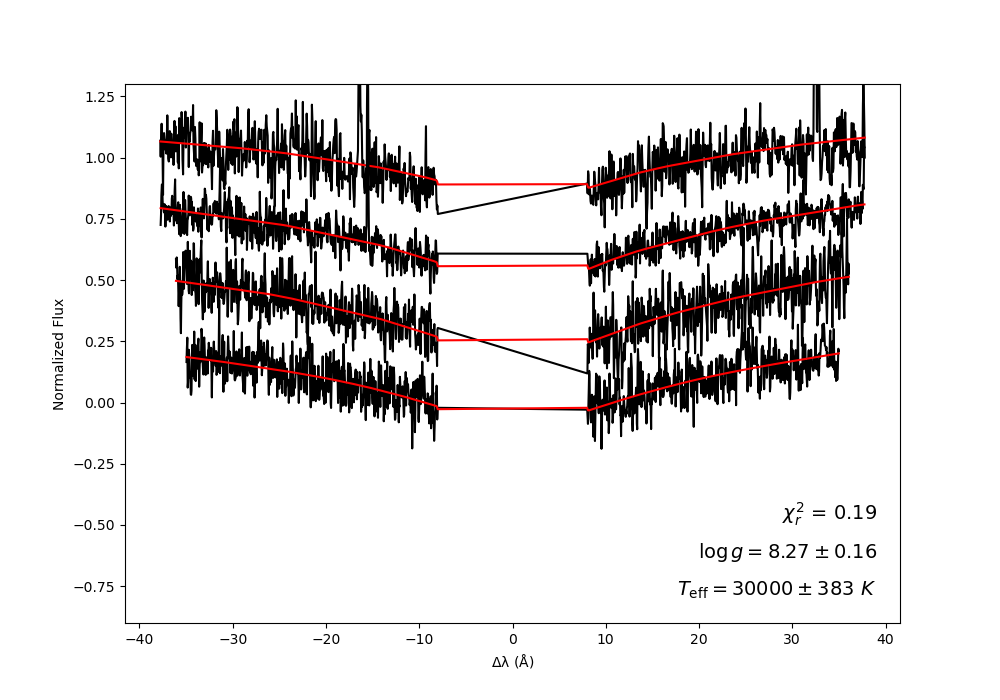 1.25
1.00
0.75
0.50
0.25
0.00
−0.25
−0.50
−0.75
Normalized Flux
χ²ᵣ = 0.19
log g = 8.27 ± 0.16
T_eff = 30000 ± 383 K
−40 −30 −20 −10 0 10 20 30 40
Δλ (Å)